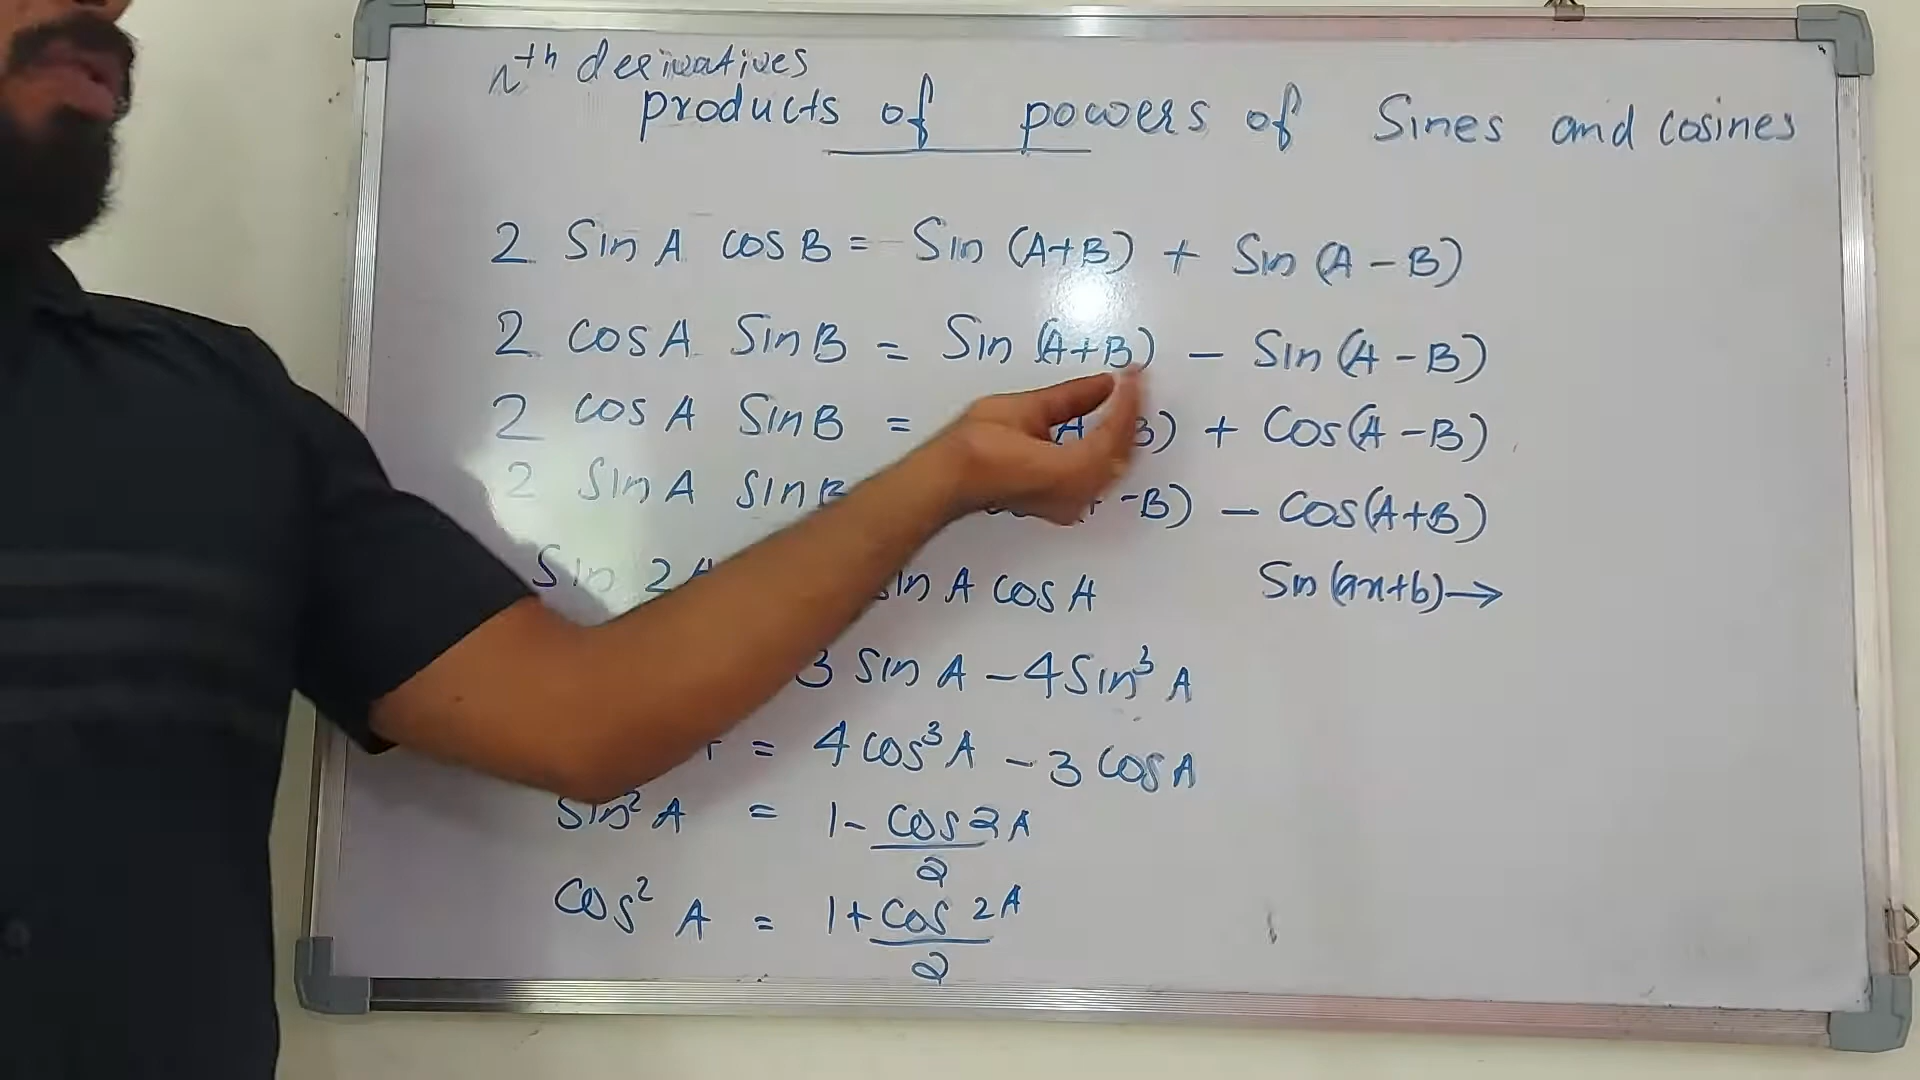 nth derivatives
products of powers of Sines and cosines
2 Sin A cos B = Sin (A+B) + Sin (A - B)
2 cos A Sin B = Sin (A+B) - Sin (A - B)
2 cos A Sin B = + Cos (A - B)
2 Sin A Sin B - Cos (A+B)
Sin 2A Sin A cos A
Sin (ax+b) →
3 Sin A - 4 Sin³ A
= 4 cos³ A - 3 cos A
Sin² A = 1 - cos 2A / 2
Cos² A = 1 + cos 2A / 2